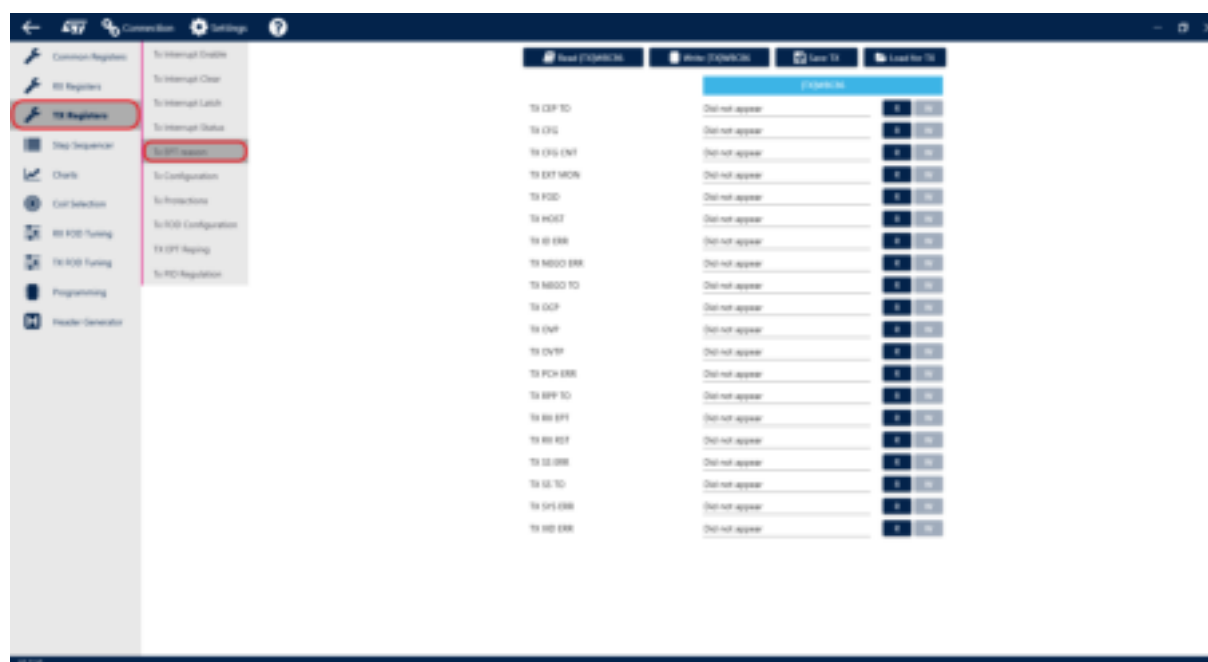 Connection
Settings
Common Registers
RX Registers
TX Registers
Step Sequencer
Charts
Coil Selection
RX FOD Tuning
TX FOD Tuning
Programming
Header Generator
Tx Interrupt Enable
Tx Interrupt Clear
Tx Interrupt Latch
Tx Interrupt Status
Tx EPT reason
Tx Configuration
Tx Protections
Tx FOD Configuration
TX EPT
Tx PID Regulation
Read
Write
Save TX
Load for TX
TX CEP TO Did not appear R W
TX CFG Did not appear R W
TX CFG CNT Did not appear R W
TX EXT MON Did not appear R W
TX FOD Did not appear R W
TX HOST Did not appear R W
TX ID ERR Did not appear R W
TX NEGO ERR Did not appear R W
TX NEGO TO Did not appear R W
TX OCP Did not appear R W
TX OVP Did not appear R W
TX OVTP Did not appear R W
TX PCH ERR Did not appear R W
TX RPP TO Did not appear R W
TX RX EPT Did not appear R W
TX RX RST Did not appear R W
TX SS ERR Did not appear R W
TX SS TO Did not appear R W
TX SYS ERR Did not appear R W
TX WD ERR Did not appear R W